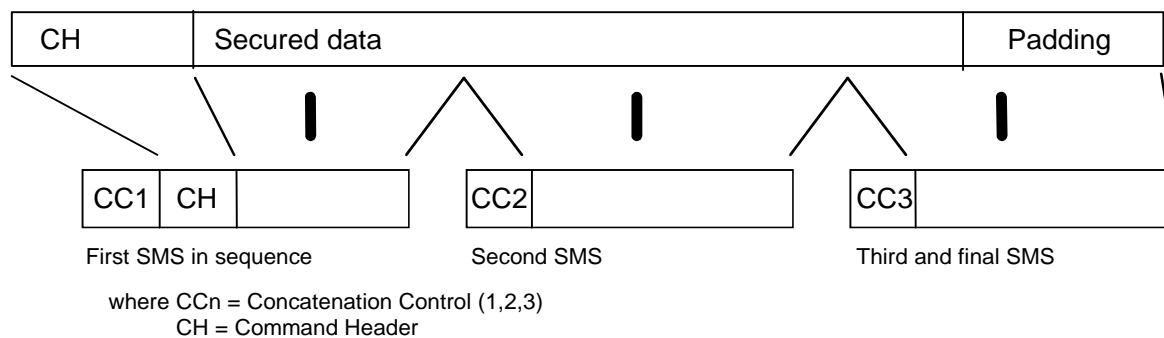 CH Secured data Padding
CC1 CH CC2 CC3
First SMS in sequence Second SMS Third and final SMS
where CCn = Concatenation Control (1,2,3)
CH = Command Header